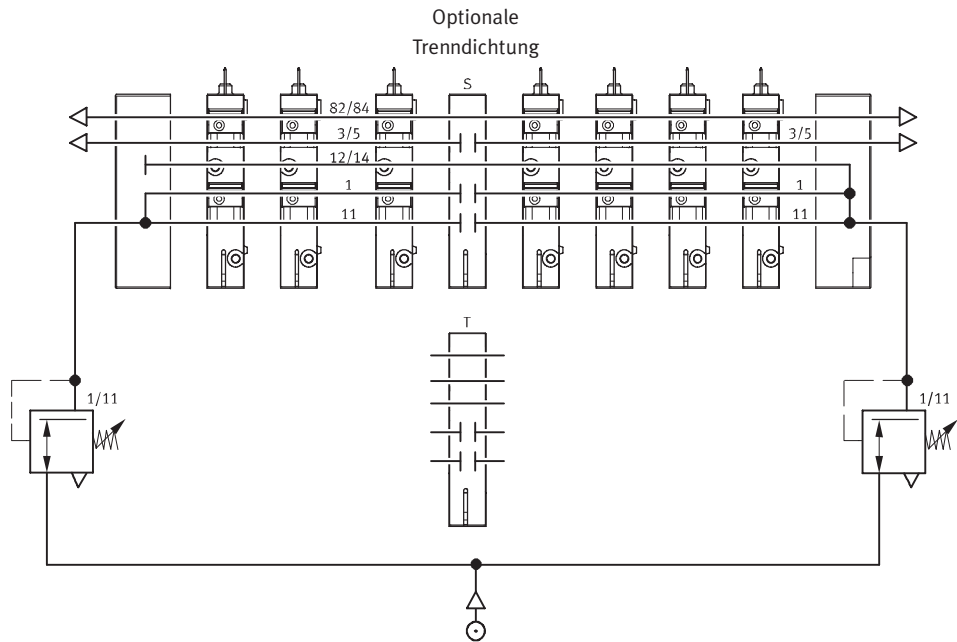 Optionale
Trenndichtung
S
82/84
3/5 3/5
12/14
1 1
11 11
T
1/11 1/11